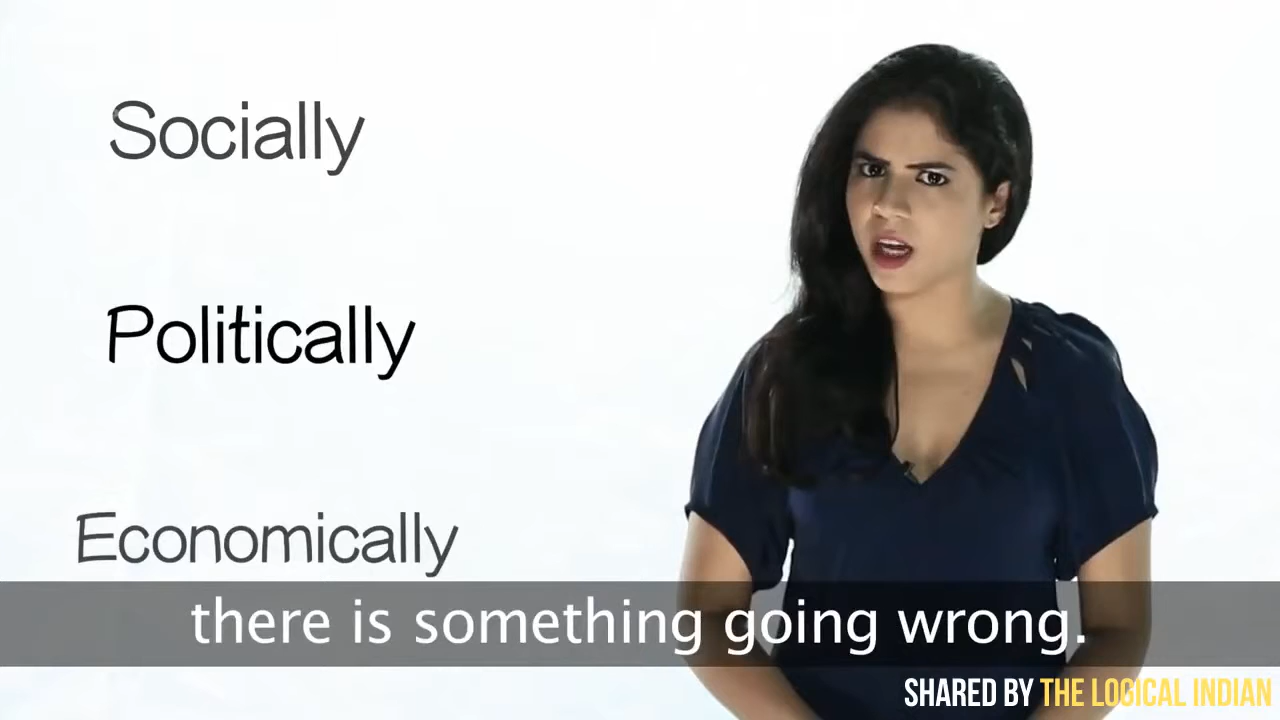 Socially
Politically
Economically
there is something going wrong.
SHARED BY THE LOGICAL INDIAN